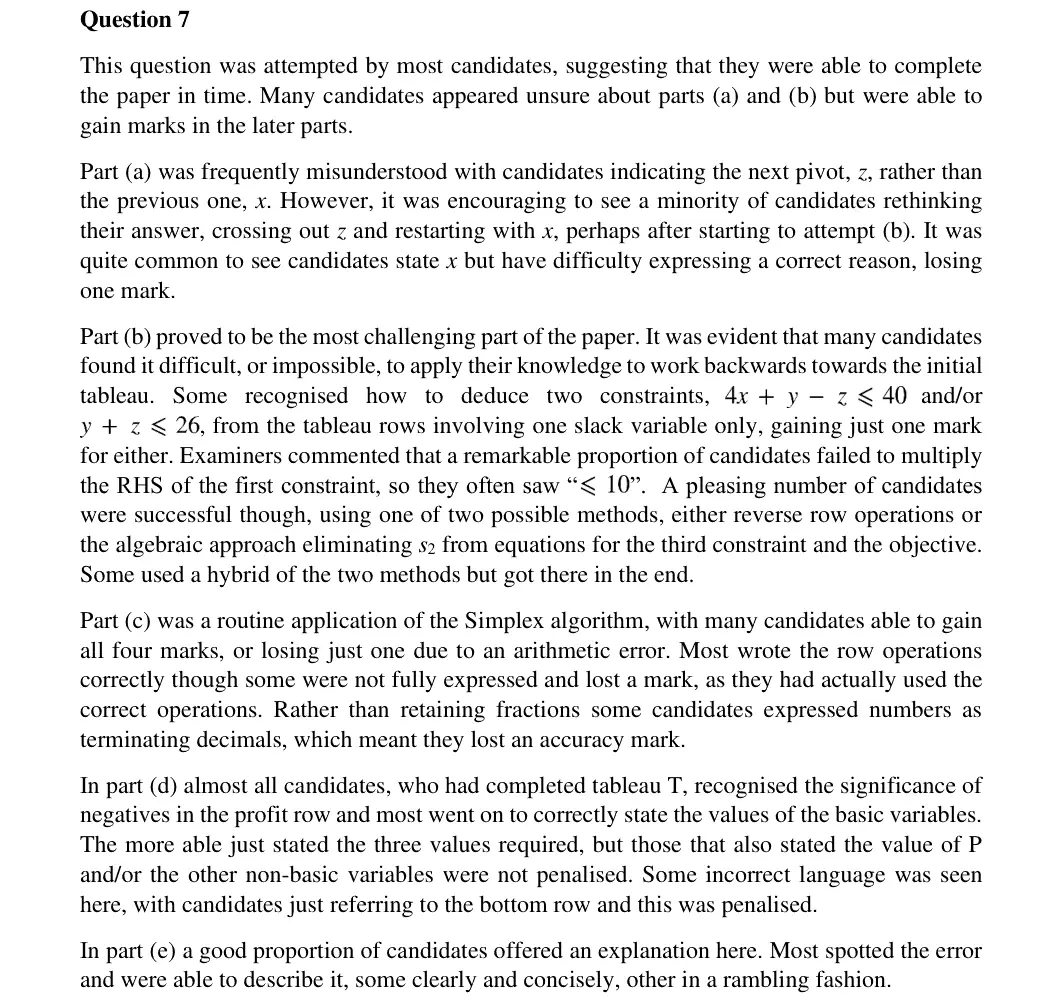 Question 7
This question was attempted by most candidates, suggesting that they were able to complete
the paper in time. Many candidates appeared unsure about parts (a) and (b) but were able to
gain marks in the later parts.
Part (a) was frequently misunderstood with candidates indicating the next pivot, z, rather than
the previous one, x. However, it was encouraging to see a minority of candidates rethinking
their answer, crossing out z and restarting with x, perhaps after starting to attempt (b). It was
quite common to see candidates state x but have difficulty expressing a correct reason, losing
one mark.
Part (b) proved to be the most challenging part of the paper. It was evident that many candidates
found it difficult, or impossible, to apply their knowledge to work backwards towards the initial
tableau. Some recognised how to deduce two constraints, 4x + y − z ⩽ 40 and/or
y + z ⩽ 26, from the tableau rows involving one slack variable only, gaining just one mark
for either. Examiners commented that a remarkable proportion of candidates failed to multiply
the RHS of the first constraint, so they often saw “⩽ 10”. A pleasing number of candidates
were successful though, using one of two possible methods, either reverse row operations or
the algebraic approach eliminating s₂ from equations for the third constraint and the objective.
Some used a hybrid of the two methods but got there in the end.
Part (c) was a routine application of the Simplex algorithm, with many candidates able to gain
all four marks, or losing just one due to an arithmetic error. Most wrote the row operations
correctly though some were not fully expressed and lost a mark, as they had actually used the
correct operations. Rather than retaining fractions some candidates expressed numbers as
terminating decimals, which meant they lost an accuracy mark.
In part (d) almost all candidates, who had completed tableau T, recognised the significance of
negatives in the profit row and most went on to correctly state the values of the basic variables.
The more able just stated the three values required, but those that also stated the value of P
and/or the other non-basic variables were not penalised. Some incorrect language was seen
here, with candidates just referring to the bottom row and this was penalised.
In part (e) a good proportion of candidates offered an explanation here. Most spotted the error
and were able to describe it, some clearly and concisely, other in a rambling fashion.